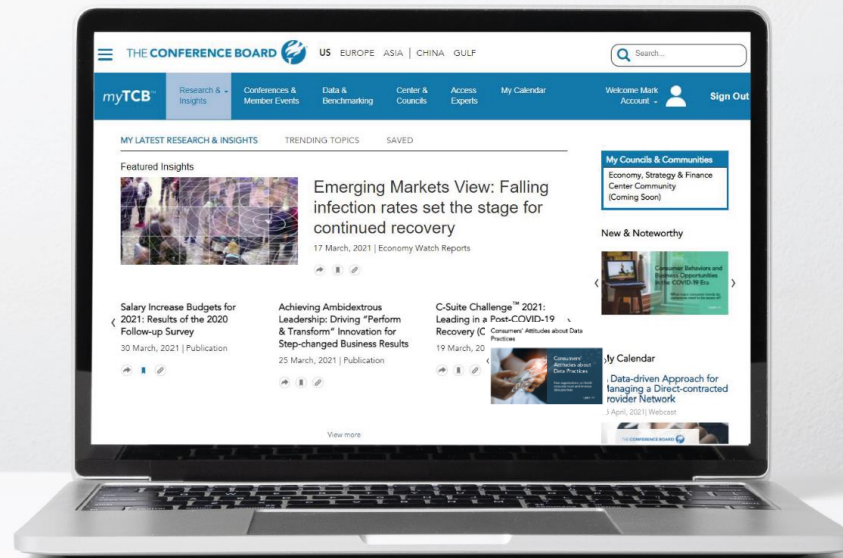 THE CONFERENCE BOARD
US EUROPE ASIA | CHINA GULF
Search...
myTCB™
Research &
Insights
Conferences &
Member Events
Data &
Benchmarking
Center &
Councils
Access
Experts
My Calendar
Welcome Mark
Account
Sign Out
MY LATEST RESEARCH & INSIGHTS
TRENDING TOPICS
SAVED
Featured Insights
Emerging Markets View: Falling
infection rates set the stage for
continued recovery
17 March, 2021 | Economy Watch
Reports
Salary Increase Budgets for
2021: Results of the 2020
Follow-up Survey
30 March, 2021 | Publication
Achieving Ambidextrous
Leadership: Driving "Perform
& Transform" Innovation for
Step-changed Business Results
25 March, 2021 | Publication
C-Suite Challenge™ 2021:
Leading in a Post-COVID-19
Recovery (C
19 March, 20
Consumers' Attitudes about Data
Practices
Consumers'
Attitudes about
Data Practices
View more
My Councils & Communities
Economy, Strategy & Finance
Center Community
(Coming Soon)
New & Noteworthy
Consumer Behaviors and
Business Opportunities
in the COVID-19 Era
My Calendar
Data-driven Approach for
Managing a Direct-contracted
Provider Network
April, 2021| Webcast
THE CONFERENCE BOARD